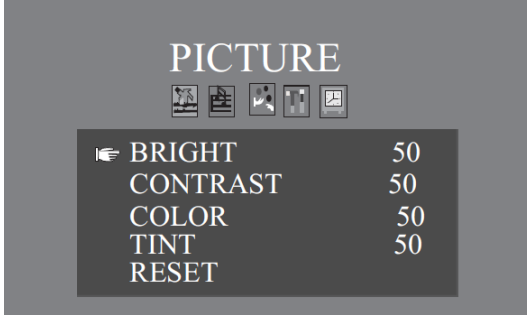 PICTURE
BRIGHT 50
CONTRAST 50
COLOR 50
TINT 50
RESET